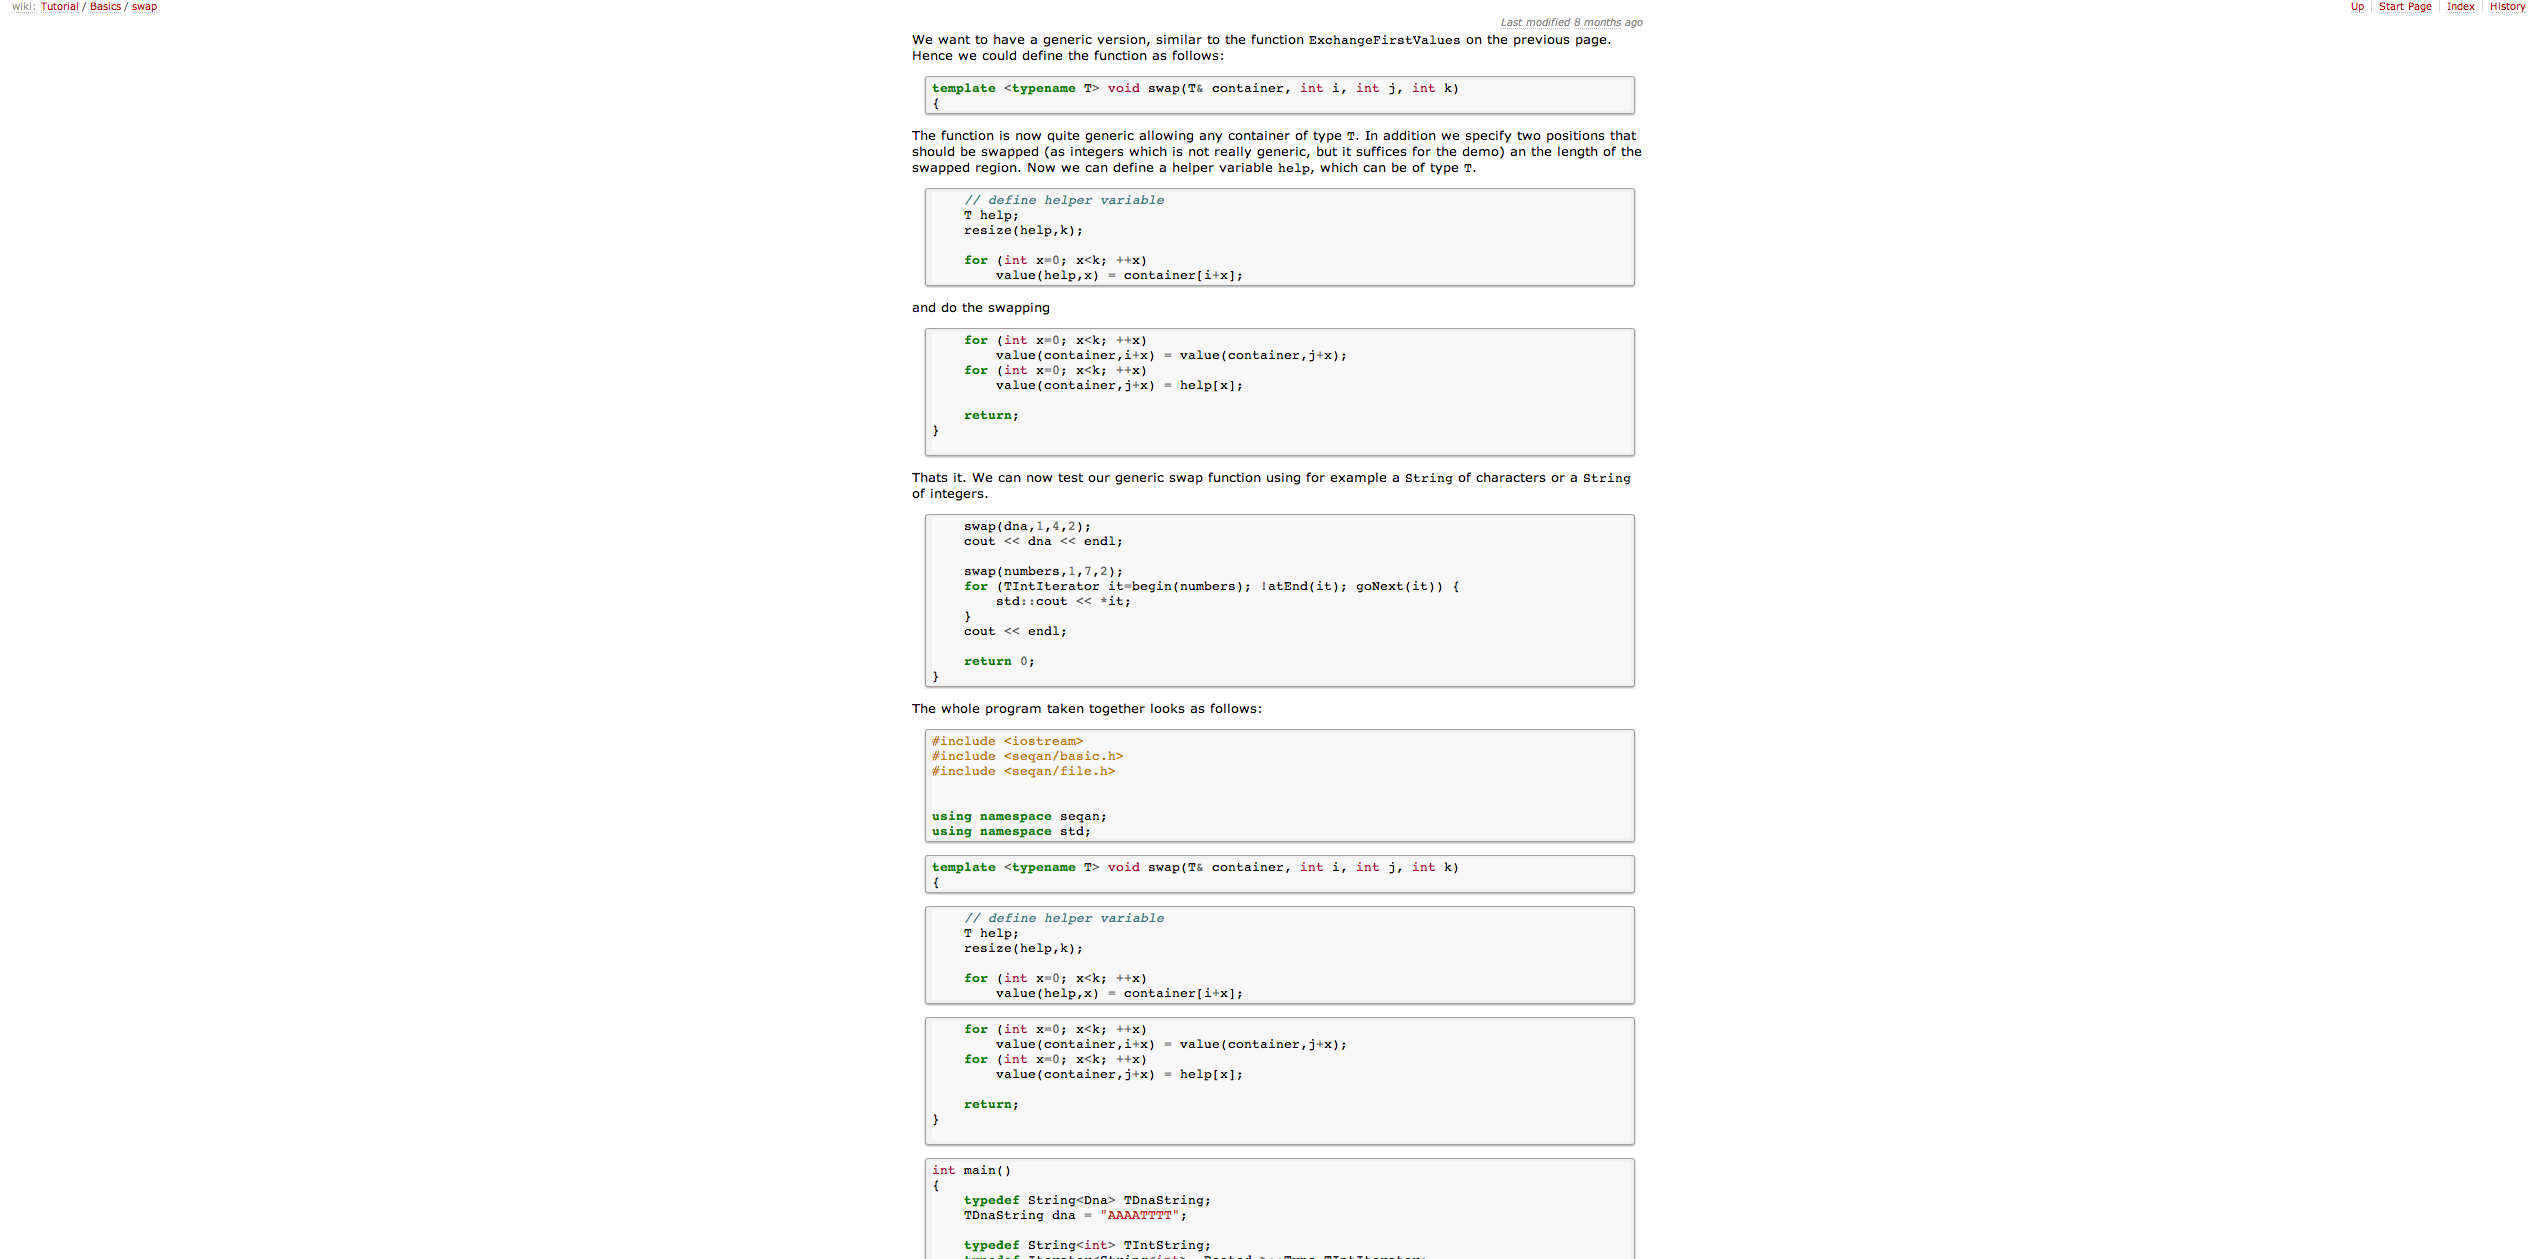 wiki: Tutorial / Basics / swap
Up | Start Page | Index | History
Last modified 8 months ago
We want to have a generic version, similar to the function ExchangeFirstValues on the previous page.
Hence we could define the function as follows:
template <typename T> void swap(T& container, int i, int j, int k)
{
The function is now quite generic allowing any container of type T. In addition we specify two positions that
should be swapped (as integers which is not really generic, but it suffices for the demo) an the length of the
swapped region. Now we can define a helper variable help, which can be of type T.
// define helper variable
T help;
resize(help,k);
for (int x=0; x<k; ++x)
value(help,x) = container[i+x];
and do the swapping
for (int x=0; x<k; ++x)
value(container,i+x) = value(container,j+x);
for (int x=0; x<k; ++x)
value(container,j+x) = help[x];
return;
}
Thats it. We can now test our generic swap function using for example a String of characters or a String
of integers.
swap(dna,1,4,2);
cout << dna << endl;
swap(numbers,1,7,2);
for (TIntIterator it=begin(numbers); !atEnd(it); goNext(it)) {
std::cout << *it;
}
cout << endl;
return 0;
}
The whole program taken together looks as follows:
#include <iostream>
#include <seqan/basic.h>
#include <seqan/file.h>
using namespace seqan;
using namespace std;
template <typename T> void swap(T& container, int i, int j, int k)
{
// define helper variable
T help;
resize(help,k);
for (int x=0; x<k; ++x)
value(help,x) = container[i+x];
for (int x=0; x<k; ++x)
value(container,i+x) = value(container,j+x);
for (int x=0; x<k; ++x)
value(container,j+x) = help[x];
return;
}
int main()
{
typedef String<Dna> TDnaString;
TDnaString dna = "AAAATTTT";
typedef String<int> TIntString;